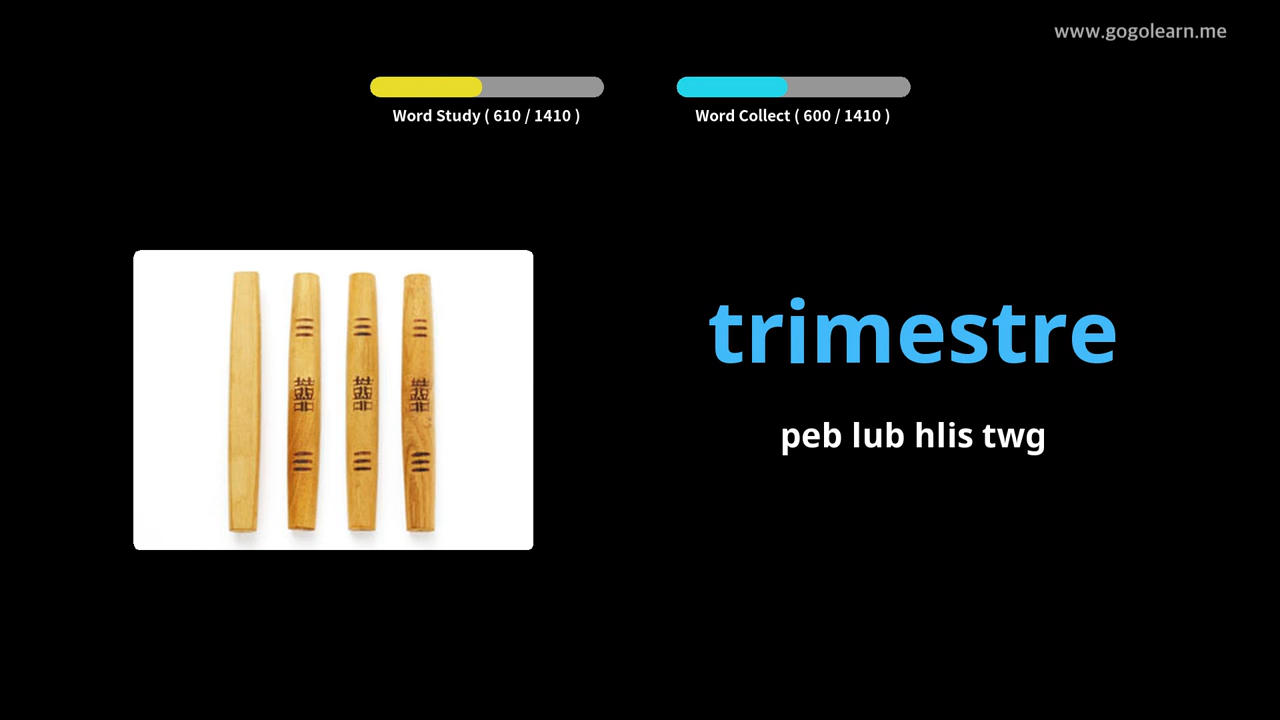 www.gogolearn.me
Word Study ( 610 / 1410 )
Word Collect ( 600 / 1410 )
trimestre
peb lub hlis twg